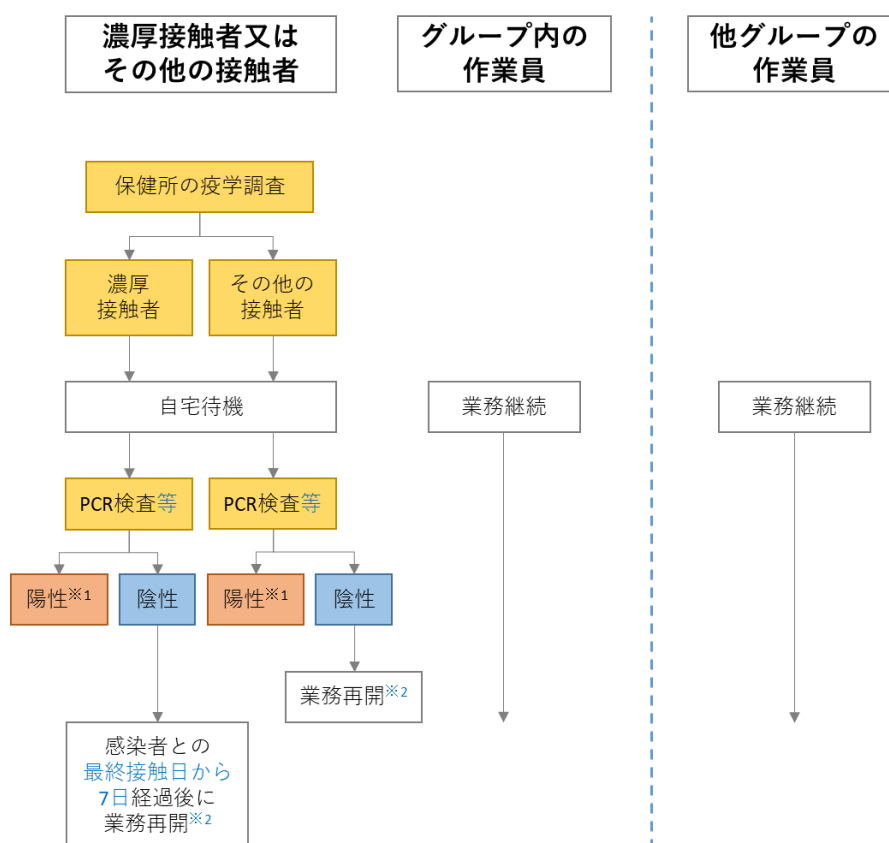 濃厚接触者又は
その他の接触者
グループ内の
作業員
他グループの
作業員
保健所の疫学調査
濃厚
接触者
その他の
接触者
自宅待機
業務継続
業務継続
PCR検査等
PCR検査等
陽性※1
陰性
陽性※1
陰性
業務再開※2
感染者との
最終接触日から
7日経過後に
業務再開※2